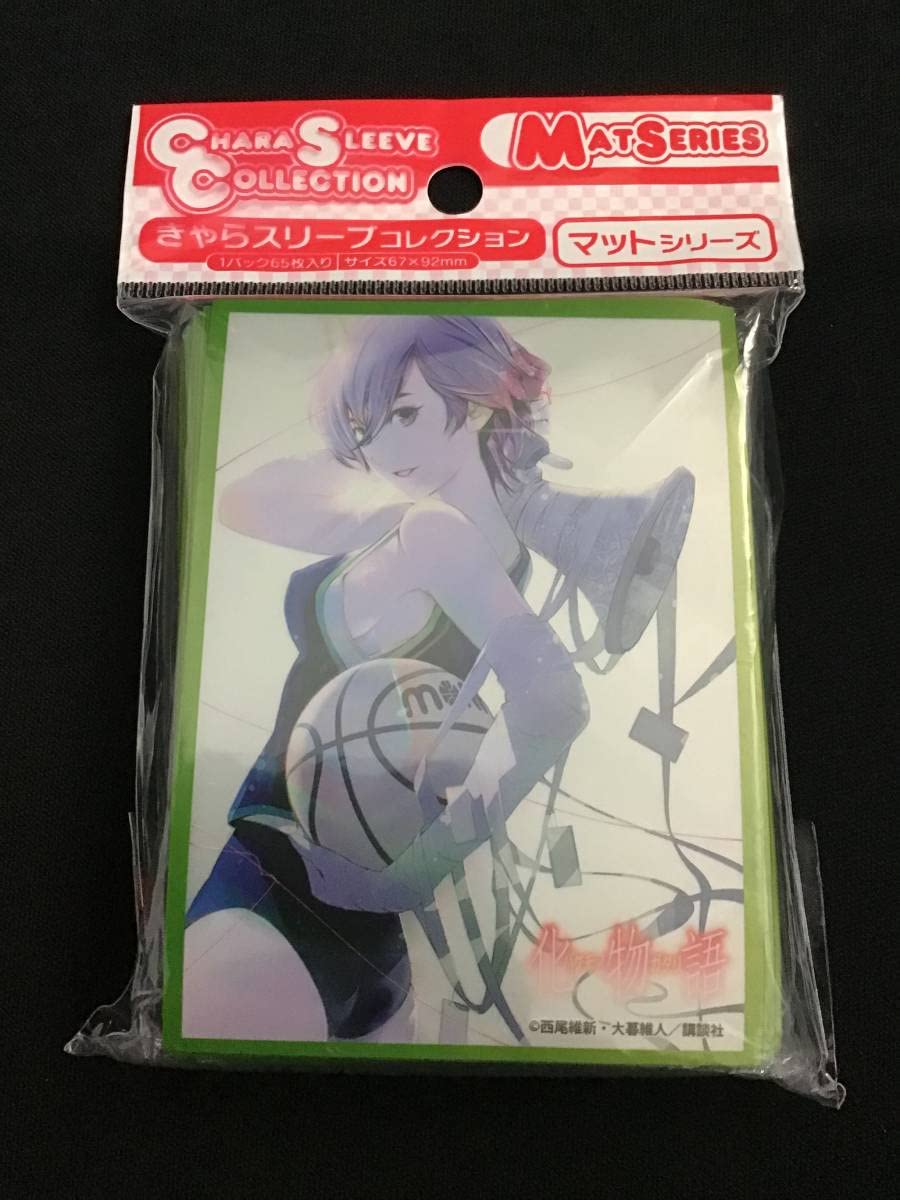 CHARA SLEEVE
COLLECTION
MATSERIES
きゃらスリーブコレクション
マットシリーズ
1パック65枚入り サイズ67×92mm
化物語
©西尾維新・大暮維人/講談社